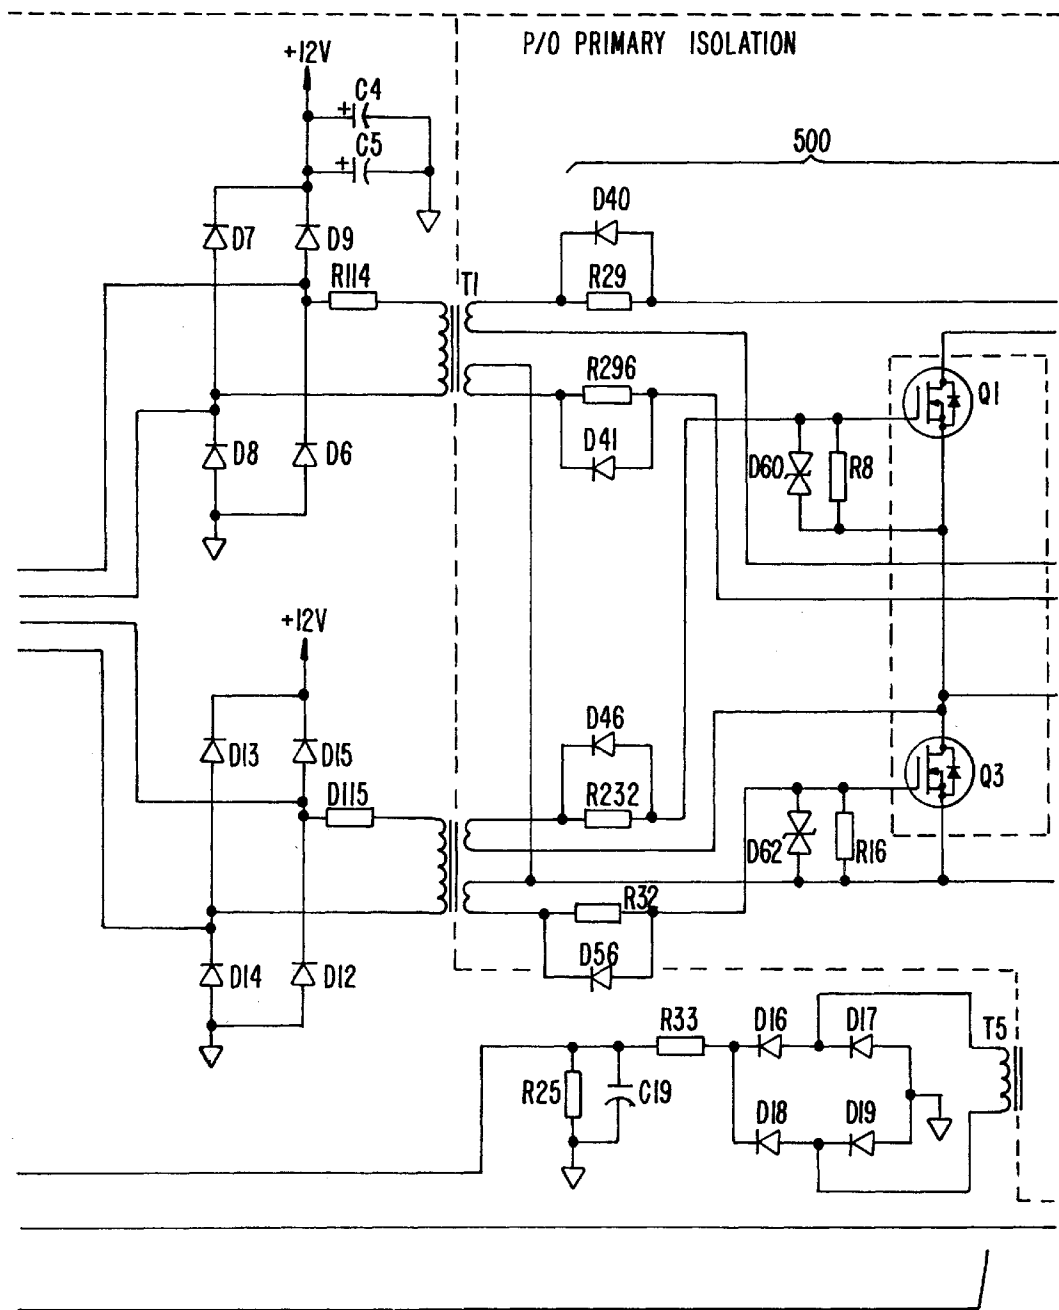 P/O PRIMARY ISOLATION
+12V
C4
+
C5
+
500
D40
D7
D9
R114
T1
R29
R296
Q1
D8
D6
D41
D60
R8
+12V
D46
D13
D15
D115
R232
Q3
D62
R16
R32
D56
D14
D12
R33
D16
D17
T5
R25
C19
D18
D19